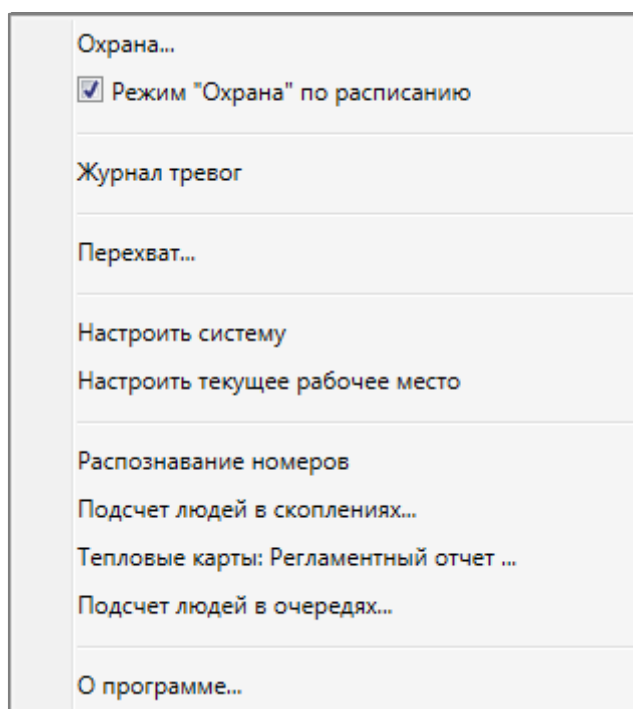 Охрана...
Режим "Охрана" по расписанию
Журнал тревог
Перехват...
Настроить систему
Настроить текущее рабочее место
Распознавание номеров
Подсчет людей в скоплениях...
Тепловые карты: Регламентный отчет ...
Подсчет людей в очередях...
О программе...